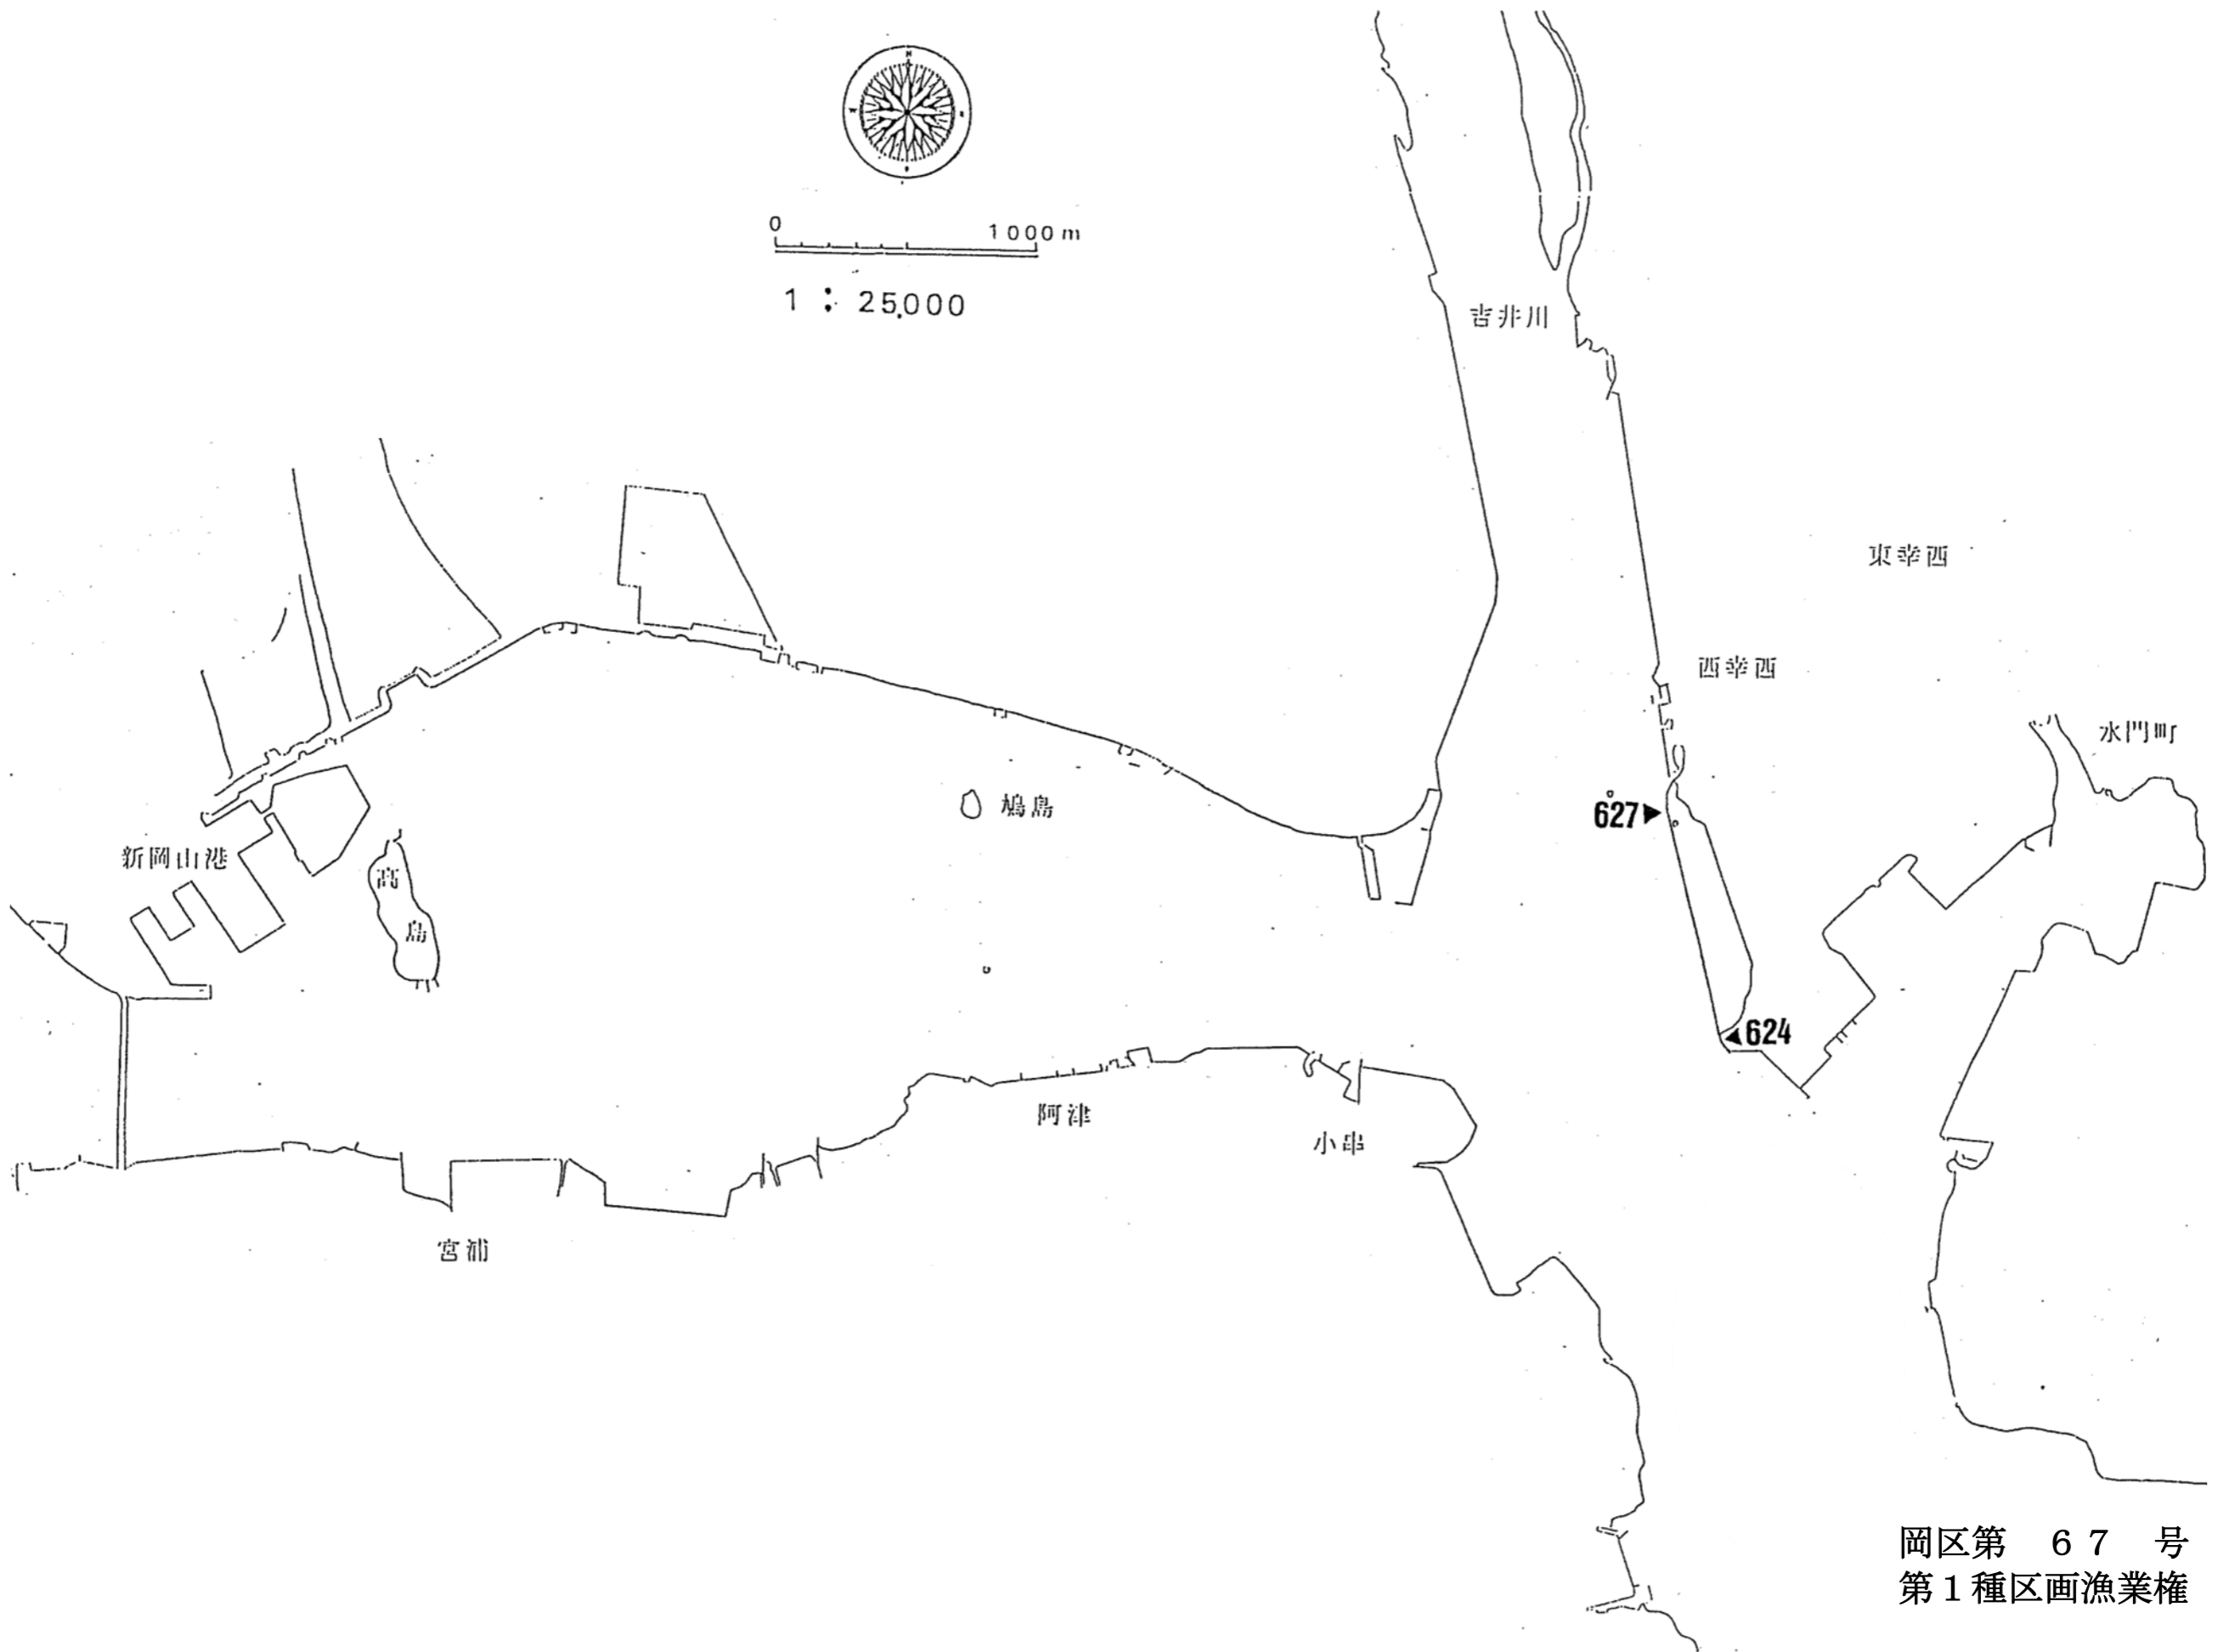 N
W
0 1000m
1 : 25,000
吉井川
東幸西
西幸西
水門町
627
鳩島
新岡山港
高
島
624
阿津
小串
宮浦
岡区第 67 号
第1種区画漁業権